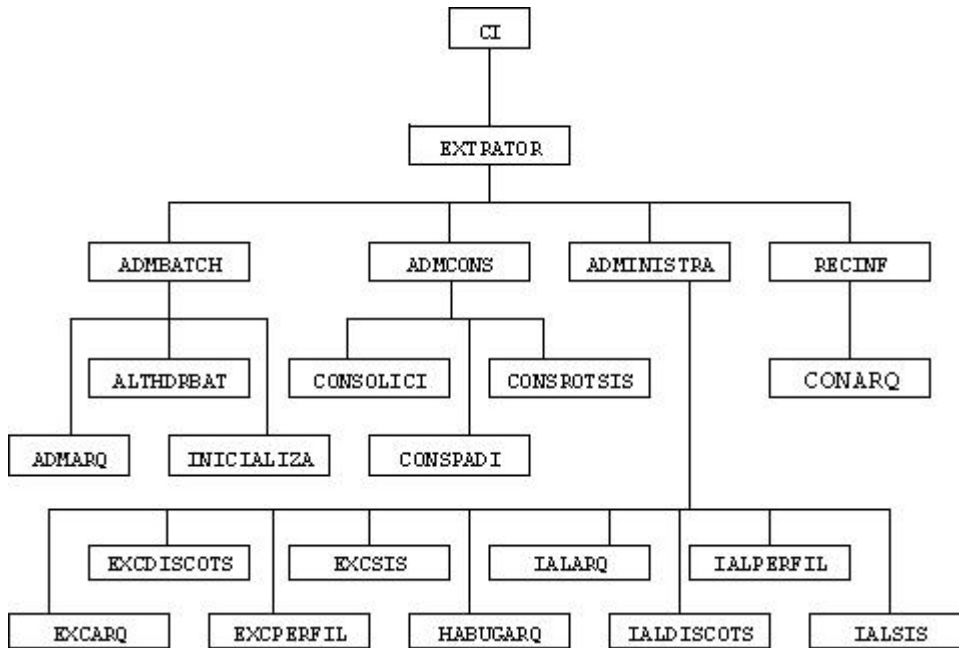 CI
EXTRATOR
ADMBATCH
ADMCONS
ADMINISTRA
RECINF
ALTHDRBAT
CONSOLICI
CONSROTSIS
CONARQ
ADMARQ
INICIALIZA
CONSPADI
EXCDISCOTS
EXCSIS
IALARQ
IALPERFIL
EXCARQ
EXCPERFIL
HABUGARQ
IALDISCOTS
IALSIS